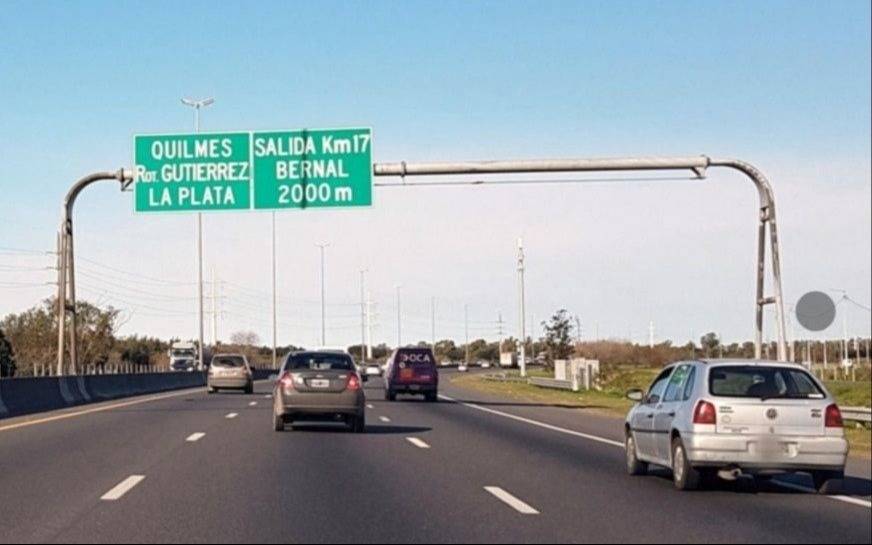 QUILMES
ROT. GUTIERREZ
LA PLATA
SALIDA Km17
BERNAL
2000 m
OCA